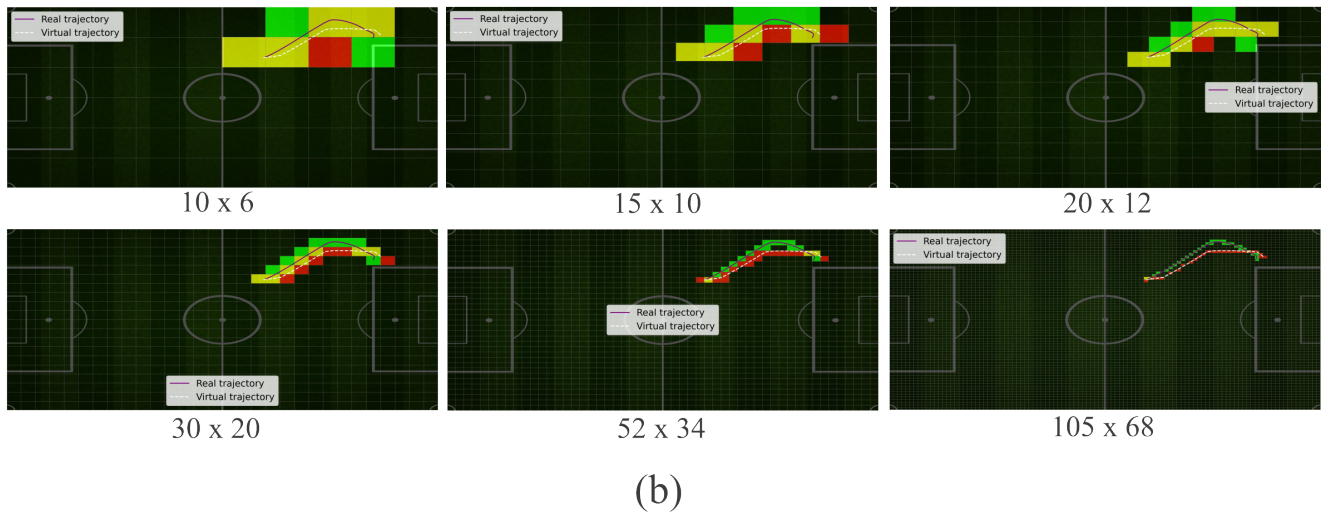 Real trajectory
Virtual trajectory
10 x 6
Real trajectory
Virtual trajectory
15 x 10
Real trajectory
Virtual trajectory
20 x 12
Real trajectory
Virtual trajectory
30 x 20
Real trajectory
Virtual trajectory
52 x 34
Real trajectory
Virtual trajectory
105 x 68
(b)